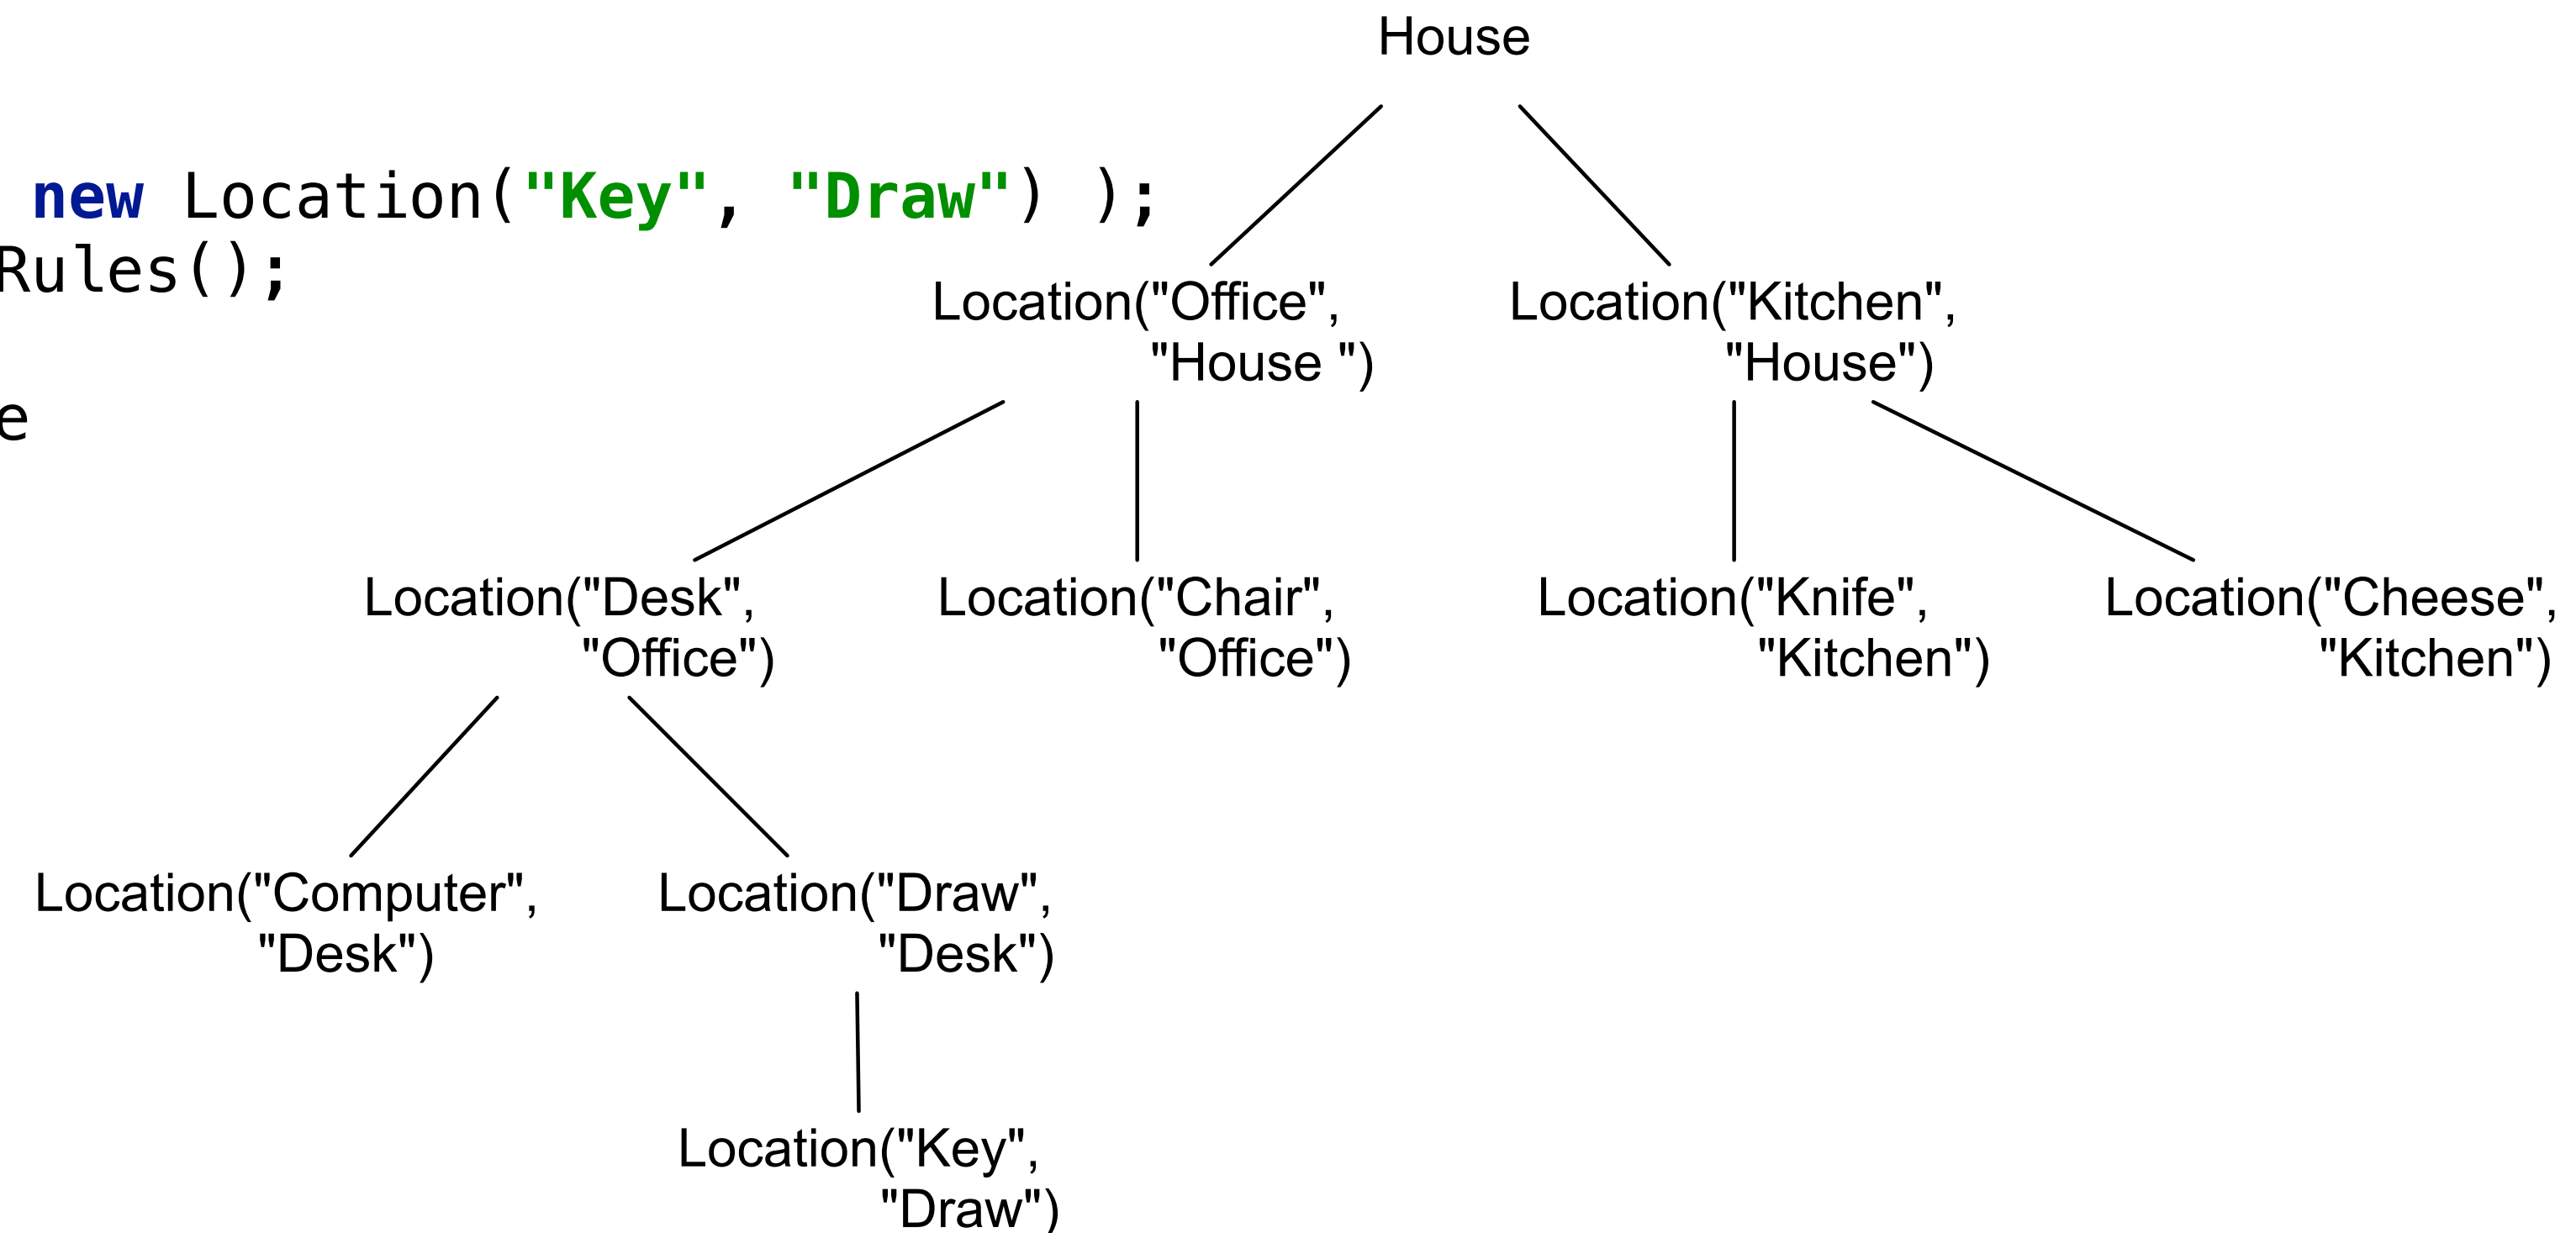 House
new Location("Key", "Draw") );
Rules();
e
Location("Office",
"House ")
Location("Kitchen",
"House")
Location("Desk",
"Office")
Location("Chair",
"Office")
Location("Knife",
"Kitchen")
Location("Cheese",
"Kitchen")
Location("Computer",
"Desk")
Location("Draw",
"Desk")
Location("Key",
"Draw")